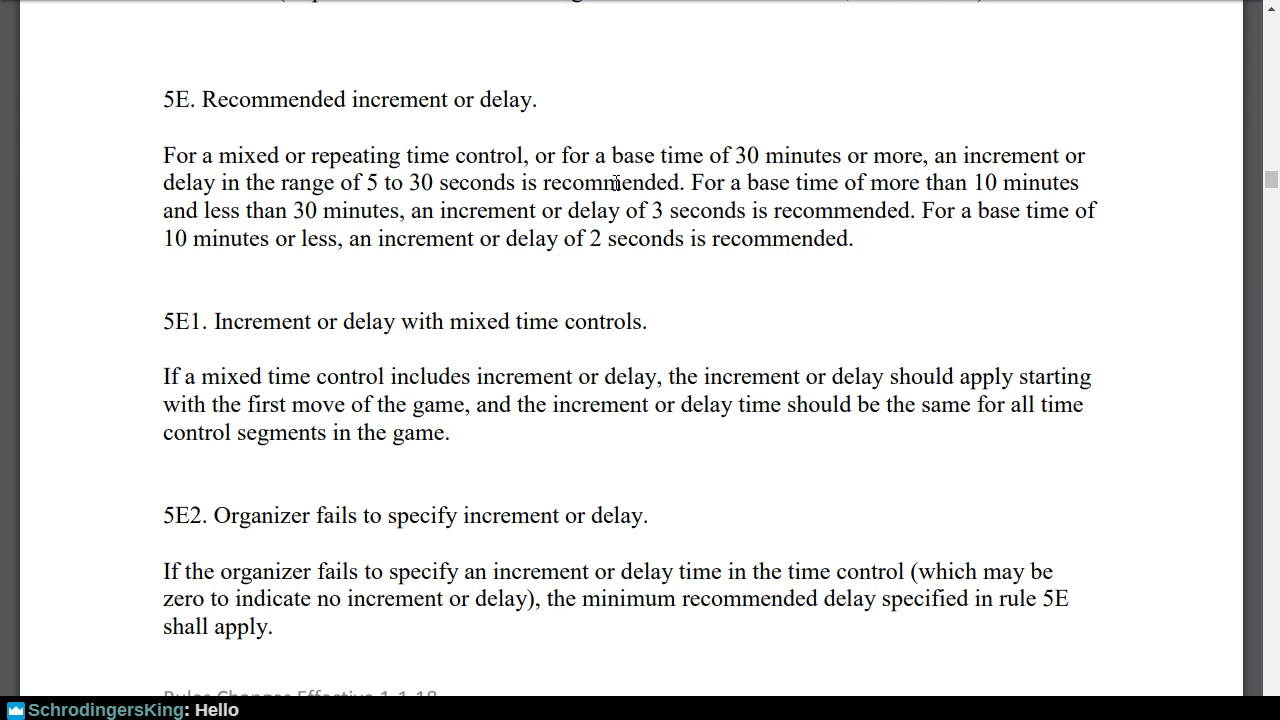 5E. Recommended increment or delay.
For a mixed or repeating time control, or for a base time of 30 minutes or more, an increment or
delay in the range of 5 to 30 seconds is recommended. For a base time of more than 10 minutes
and less than 30 minutes, an increment or delay of 3 seconds is recommended. For a base time of
10 minutes or less, an increment or delay of 2 seconds is recommended.
5E1. Increment or delay with mixed time controls.
If a mixed time control includes increment or delay, the increment or delay should apply starting
with the first move of the game, and the increment or delay time should be the same for all time
control segments in the game.
5E2. Organizer fails to specify increment or delay.
If the organizer fails to specify an increment or delay time in the time control (which may be
zero to indicate no increment or delay), the minimum recommended delay specified in rule 5E
shall apply.
Rules Changes Effective 1-1-18
SchrodingersKing: Hello